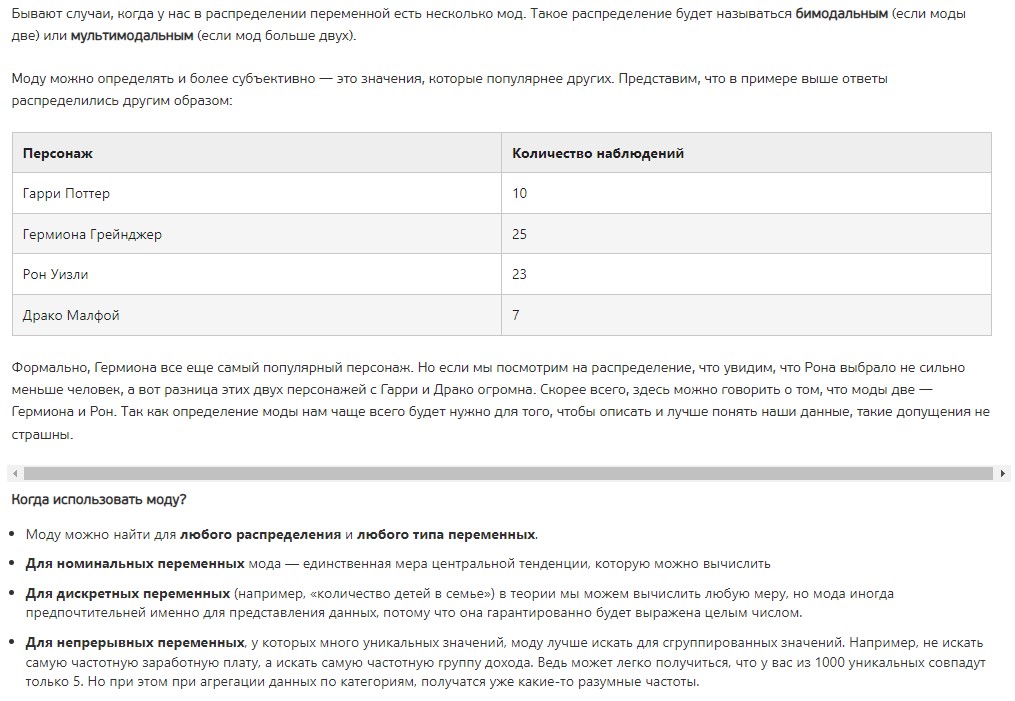 Бывают случаи, когда у нас в распределении переменной есть несколько мод. Такое распределение будет называться бимодальным (если моды
две) или мультимодальным (если мод больше двух).
Моду можно определять и более субъективно — это значения, которые популярнее других. Представим, что в примере выше ответы
распределились другим образом:
Персонаж Количество наблюдений
Гарри Поттер 10
Гермиона Грейнджер 25
Рон Уизли 23
Драко Малфой 7
Формально, Гермиона все еще самый популярный персонаж. Но если мы посмотрим на распределение, что увидим, что Рона выбрало не сильно
меньше человек, а вот разница этих двух персонажей с Гарри и Драко огромна. Скорее всего, здесь можно говорить о том, что моды две —
Гермиона и Рон. Так как определение моды нам чаще всего будет нужно для того, чтобы описать и лучше понять наши данные, такие допущения не
страшны.
Когда использовать моду?
• Моду можно найти для любого распределения и любого типа переменных.
• Для номинальных переменных мода — единственная мера центральной тенденции, которую можно вычислить
• Для дискретных переменных (например, «количество детей в семье») в теории мы можем вычислить любую меру, но мода иногда
предпочтительней именно для представления данных, потому что она гарантированно будет выражена целым числом.
• Для непрерывных переменных, у которых много уникальных значений, моду лучше искать для сгруппированных значений. Например, не искать
самую частотную заработную плату, а искать самую частотную группу дохода. Ведь может легко получиться, что у вас из 1000 уникальных совпадут
только 5. Но при этом при агрегации данных по категориям, получатся уже какие-то разумные частоты.